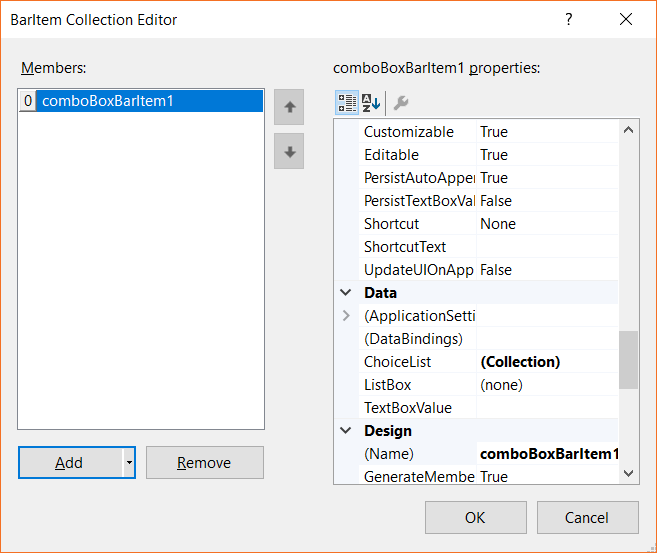 BarItem Collection Editor ?
Members:
comboBoxBarItem1 properties:
0 comboBoxBarItem1
Customizable True
Editable True
PersistAutoApper True
PersistTextBoxVal False
Shortcut None
ShortcutText
UpdateUIOnApp False
Data
(ApplicationSetti
(DataBindings)
ChoiceList (Collection)
ListBox (none)
TextBoxValue
Design
(Name) comboBoxBarItem1
GenerateMembe True
Add Remove
OK Cancel